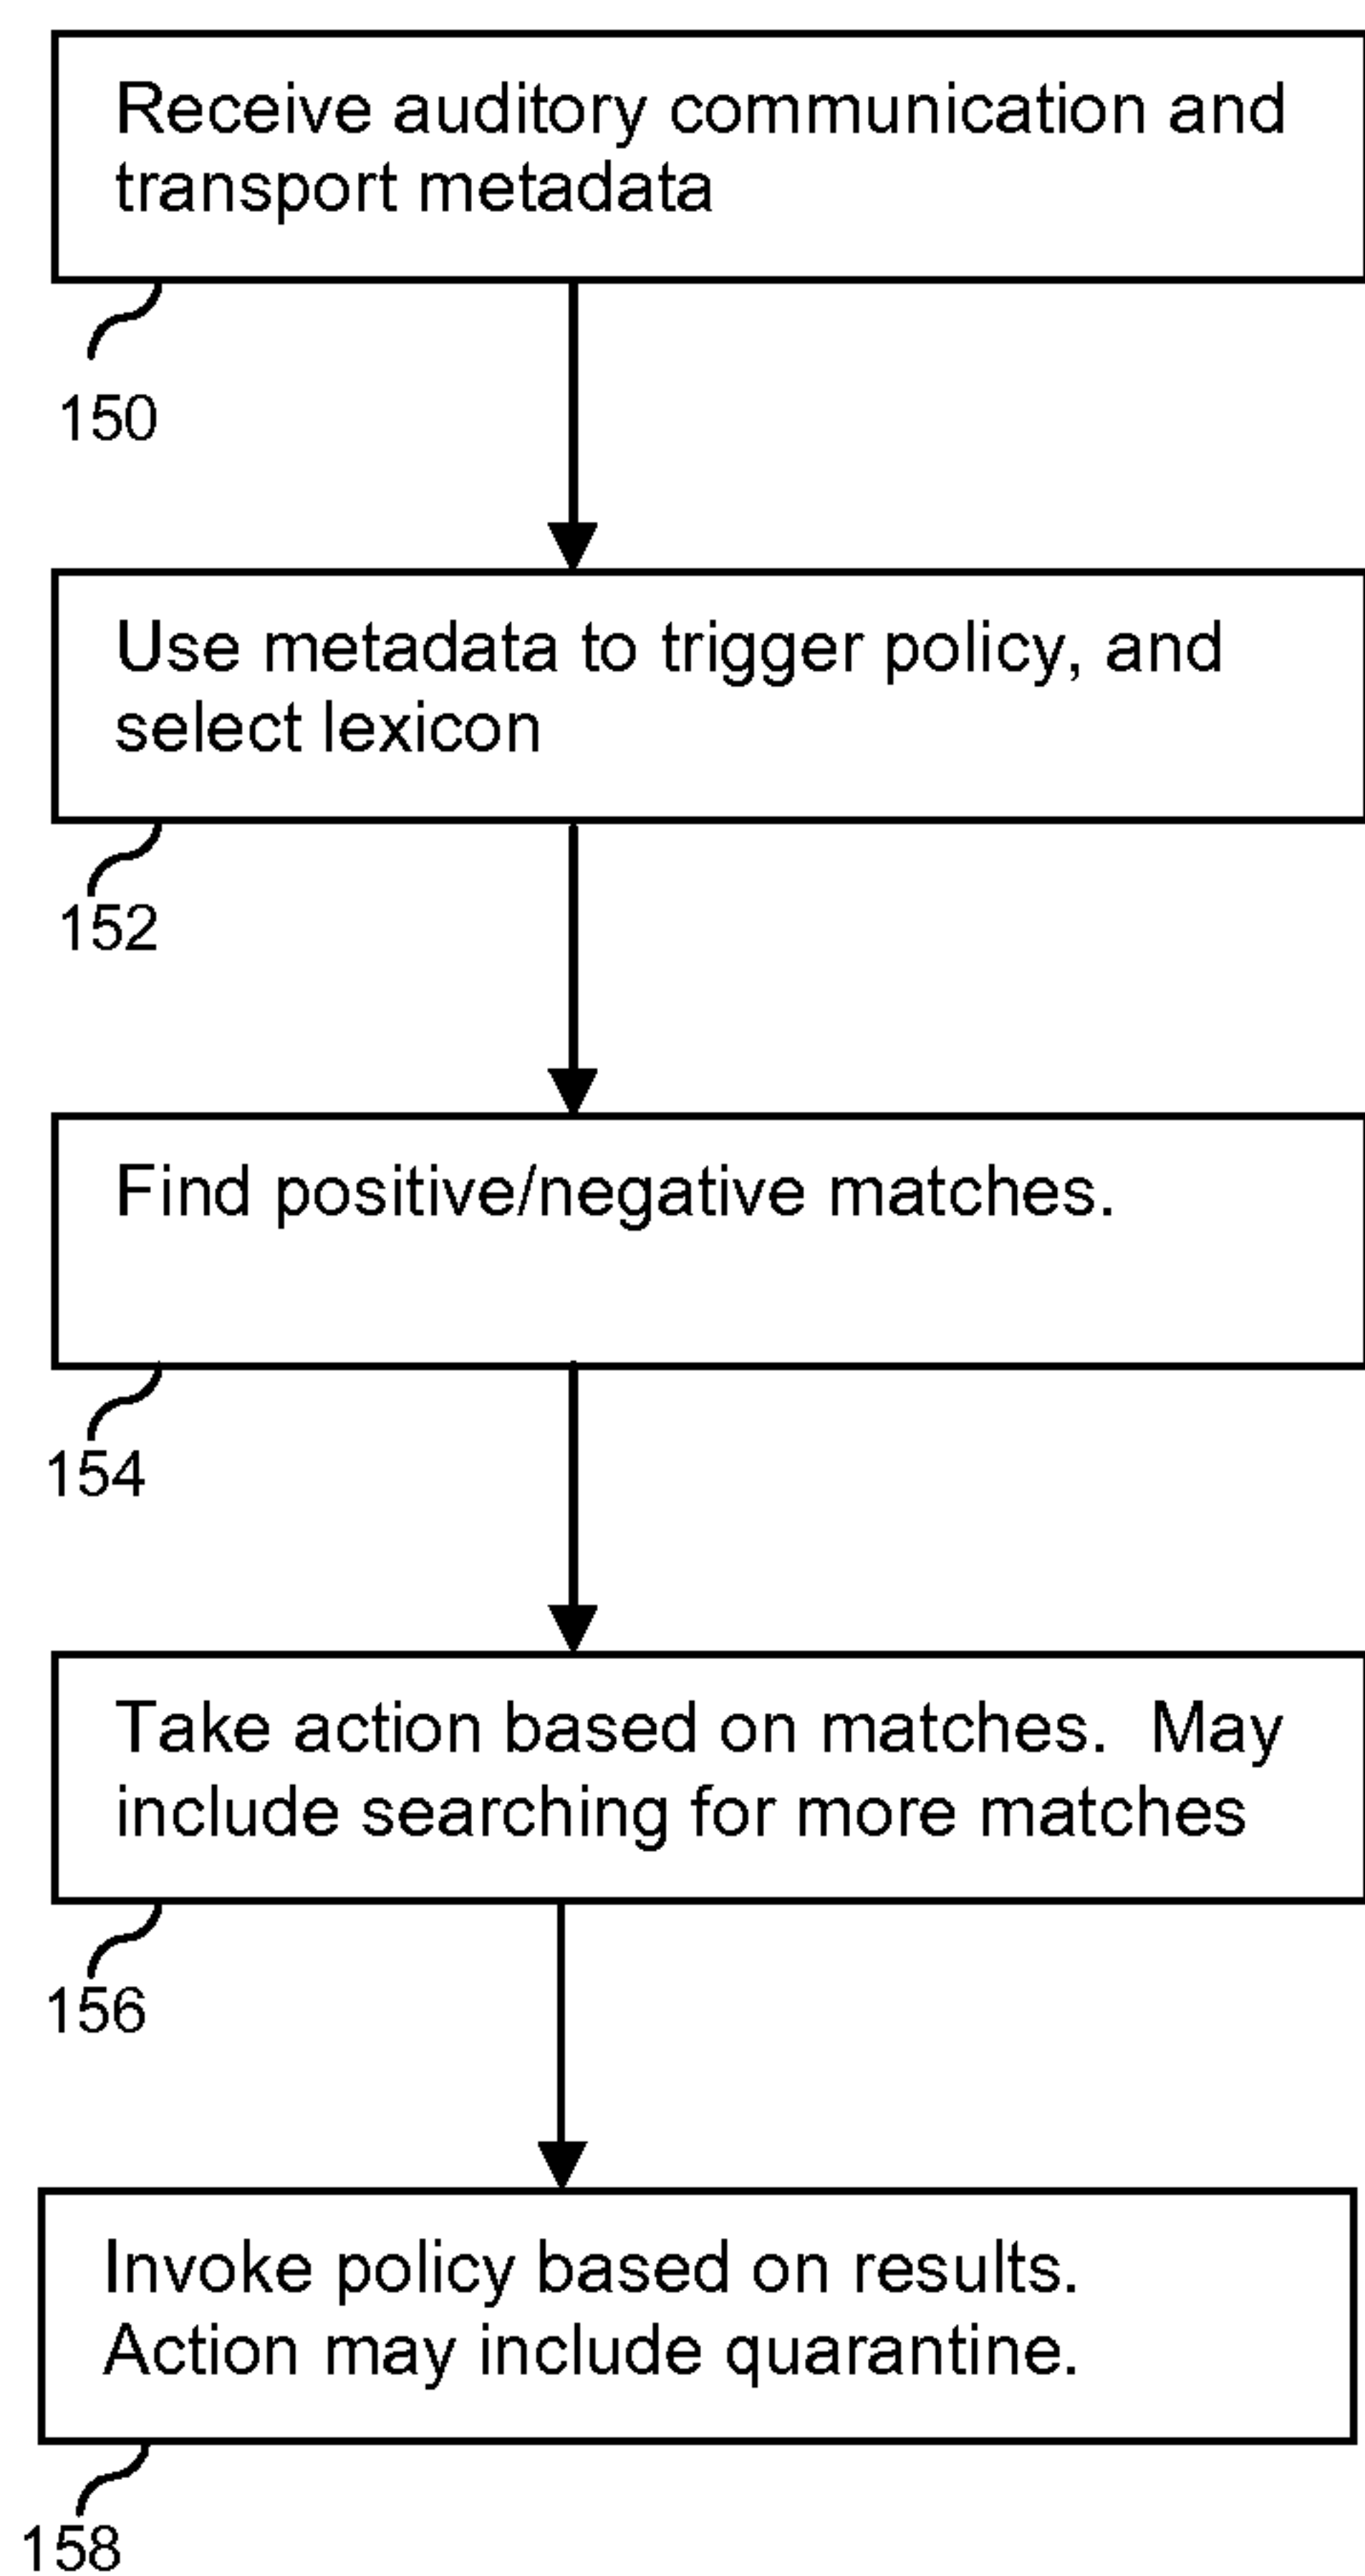 Receive auditory communication and
transport metadata
150
Use metadata to trigger policy, and
select lexicon
152
Find positive/negative matches.
154
Take action based on matches.  May
include searching for more matches
156
Invoke policy based on results.
Action may include quarantine.
158